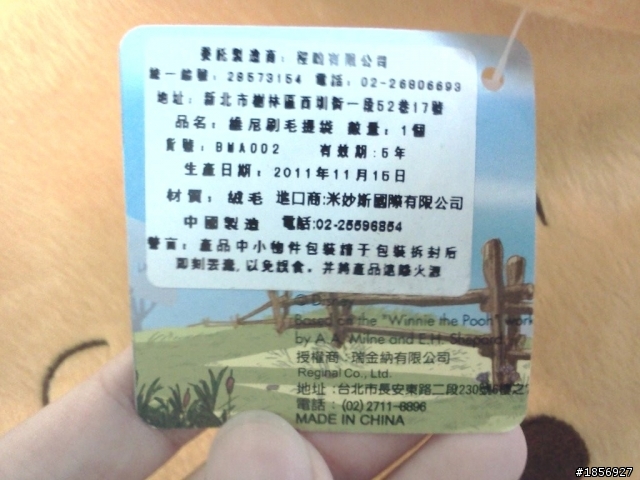 委託製造商：程的有限公司
統一編號：28573154 電話：02-26806693
地址：新北市樹林區西圳街一段52巷17號
品名：維尼刷毛提袋 數量：1個
貨號：BWA002 有效期：5年
生產日期：2011年11月15日
材質：絨毛 進口商:米妙斯國際有限公司
中國製造 電話:02-25596854
警言：產品中小物件包裝請于包裝拆封后
即刻丟棄，以免誤食。并將產品遠離火源
© Disney
Based on the "Winnie the Pooh" work
by A.A. Milne and E.H. Shepard
授權商：瑞金納有限公司
Reginal Co., Ltd.
地址：台北市長安東路二段230號6樓之
電話：(02) 2711-6896
MADE IN CHINA
#1856927